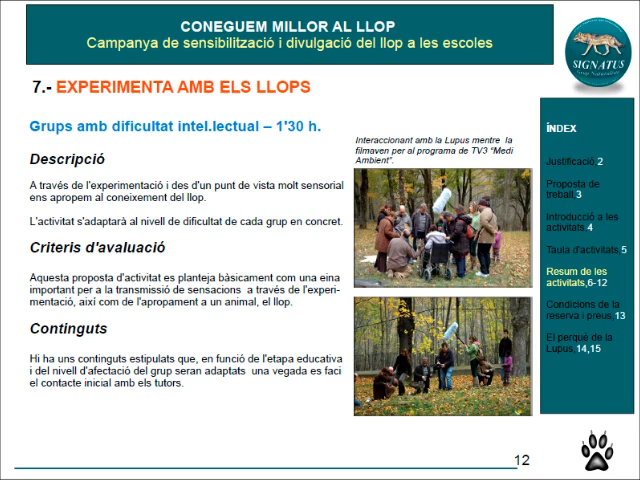 CONEGUEM MILLOR AL LLOP
Campanya de sensibilització i divulgació del llop a les escoles
SIGNATUS
7.- EXPERIMENTA AMB ELS LLOPS
Grups amb dificultat intel.lectual – 1'30 h.
Descripció
A través de l'experimentació i des d'un punt de vista molt sensorial
ens apropem al coneixement del llop.
L'activitat s'adaptarà al nivell de dificultat de cada grup en concret.
Criteris d'avaluació
Aquesta proposta d'activitat es planteja bàsicament com una eina
important per a la transmissió de sensacions a través de l'experi-
mentació, així com de l'apropament a un animal, el llop.
Continguts
Hi ha uns continguts estipulats que, en funció de l'etapa educativa
i del nivell d'afectació del grup seran adaptats una vegada es faci
el contacte inicial amb els tutors.
Interaccionant amb la Lupus mentre la
filmaven per al programa de TV3 "Medi
Ambient".
ÍNDEX
Justificació,2
Proposta de
treball,3
Introducció a les
activitats,4
Taula d'activitats,5
Resum de les
activitats,6-12
Condicions de la
reserva i preus,13
El perquè de la
Lupus,14,15
12